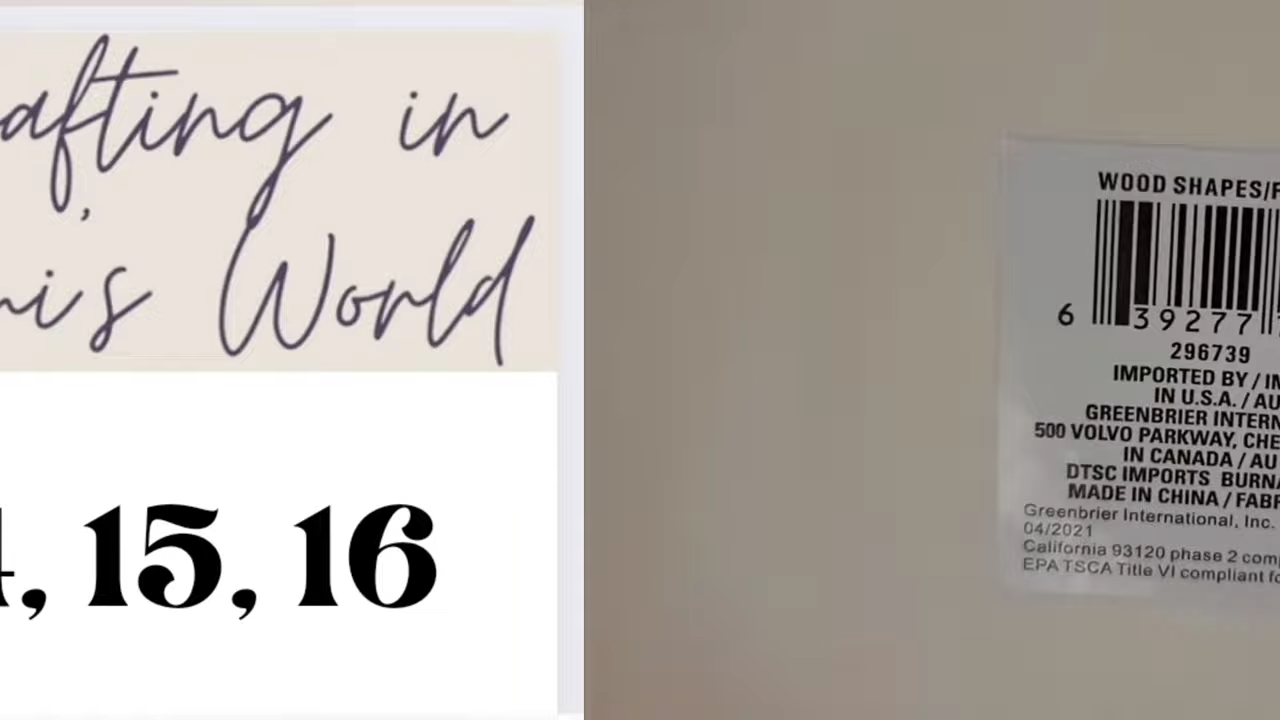 afting in
i's World
, 15, 16
WOOD SHAPES/F
6 39277
296739
IMPORTED BY / IN
IN U.S.A. / AU
GREENBRIER INTERN
500 VOLVO PARKWAY, CHE
IN CANADA / AU
DTSC IMPORTS BURNA
MADE IN CHINA / FABR
Greenbrier International, Inc.
04/2021
California 93120 phase 2 comp
EPA TSCA Title VI compliant fo